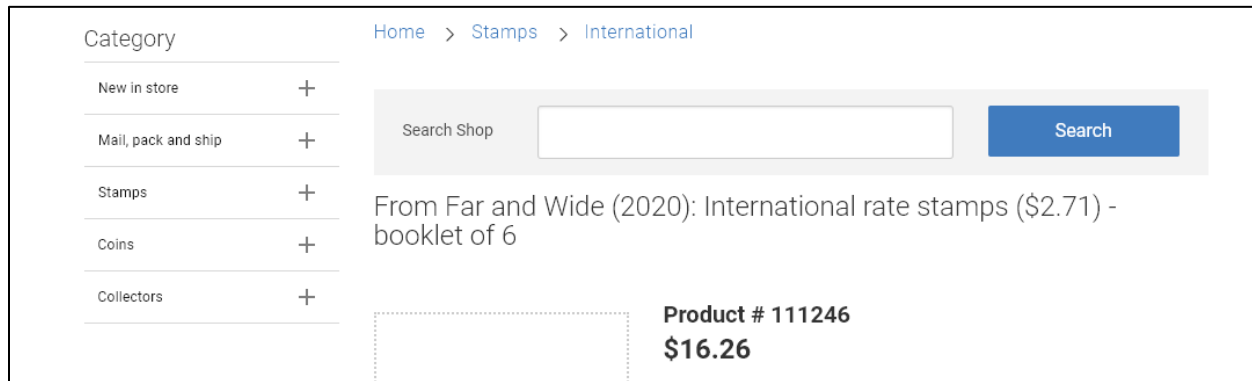 Category
New in store
Mail, pack and ship
Stamps
Coins
Collectors
Home > Stamps > International
Search Shop
Search
From Far and Wide (2020): International rate stamps ($2.71) -
booklet of 6
Product # 111246
$16.26